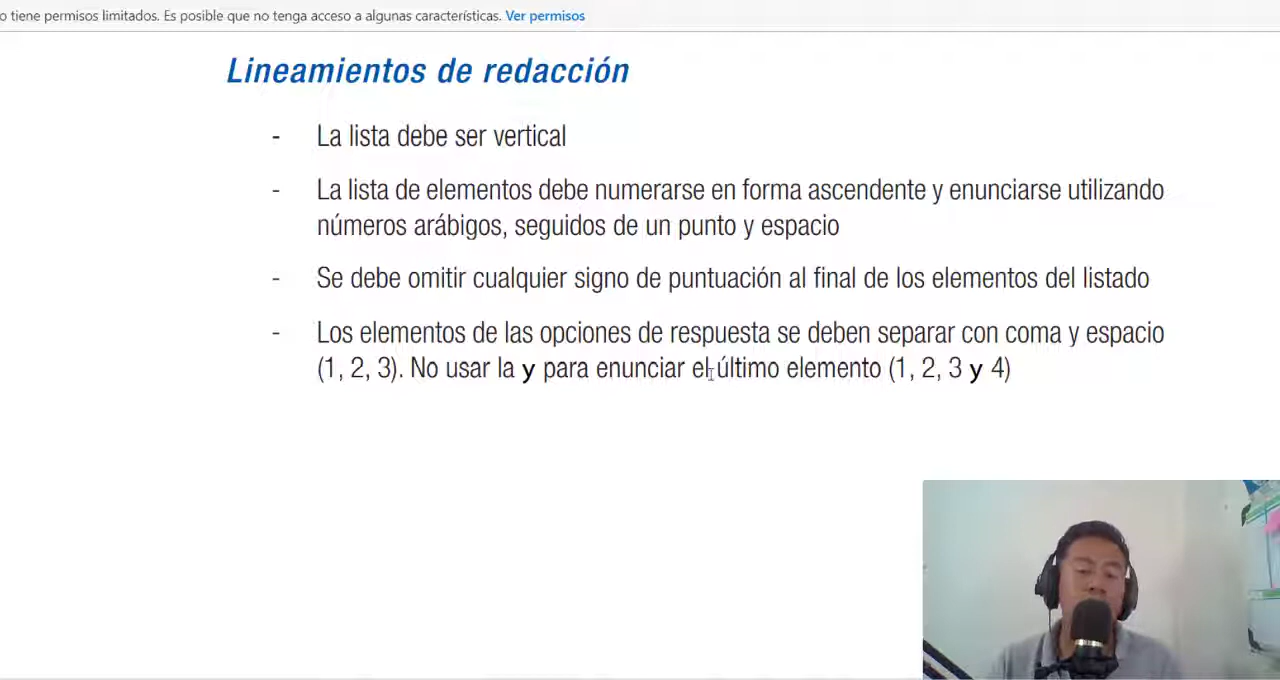 o tiene permisos limitados. Es posible que no tenga acceso a algunas características. Ver permisos
Lineamientos de redacción
- La lista debe ser vertical
- La lista de elementos debe numerarse en forma ascendente y enunciarse utilizando
números arábigos, seguidos de un punto y espacio
- Se debe omitir cualquier signo de puntuación al final de los elementos del listado
- Los elementos de las opciones de respuesta se deben separar con coma y espacio
(1, 2, 3). No usar la y para enunciar el último elemento (1, 2, 3 y 4)